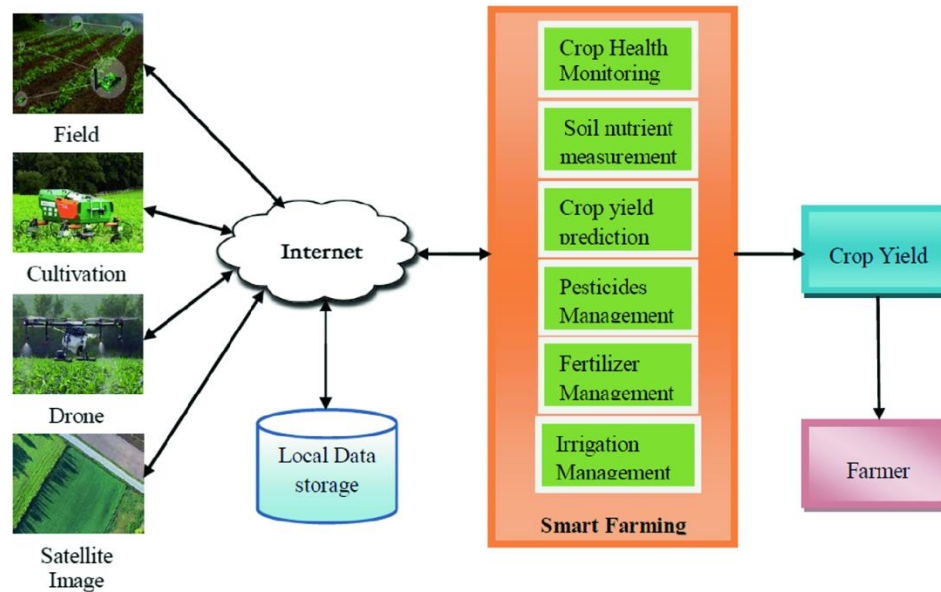 Field
Cultivation
Drone
Satellite
Image
Internet
Local Data
storage
Crop Health
Monitoring
Soil nutrient
measurement
Crop yield
prediction
Pesticides
Management
Fertilizer
Management
Irrigation
Management
Smart Farming
Crop Yield
Farmer